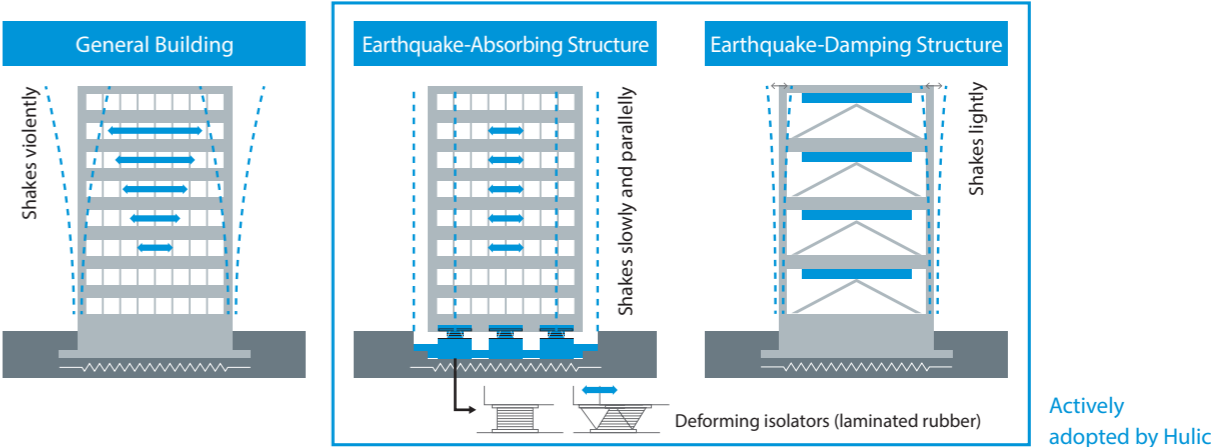 General Building
Earthquake-Absorbing Structure
Earthquake-Damping Structure
Shakes violently
Shakes slowly and parallelly
Shakes lightly
Deforming isolators (laminated rubber)
Actively
adopted by Hulic